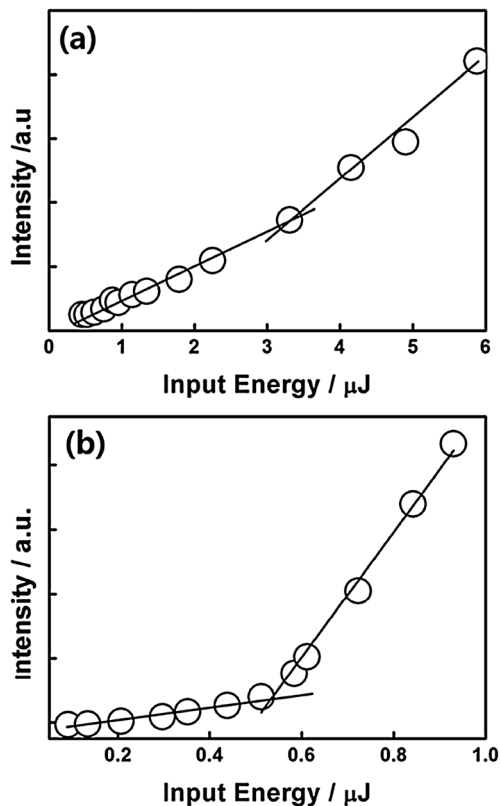 (a)
Intensity /a.u
0 1 2 3 4 5 6
Input Energy / μJ
(b)
Intensity / a.u.
0.2 0.4 0.6 0.8 1.0
Input Energy / μJ